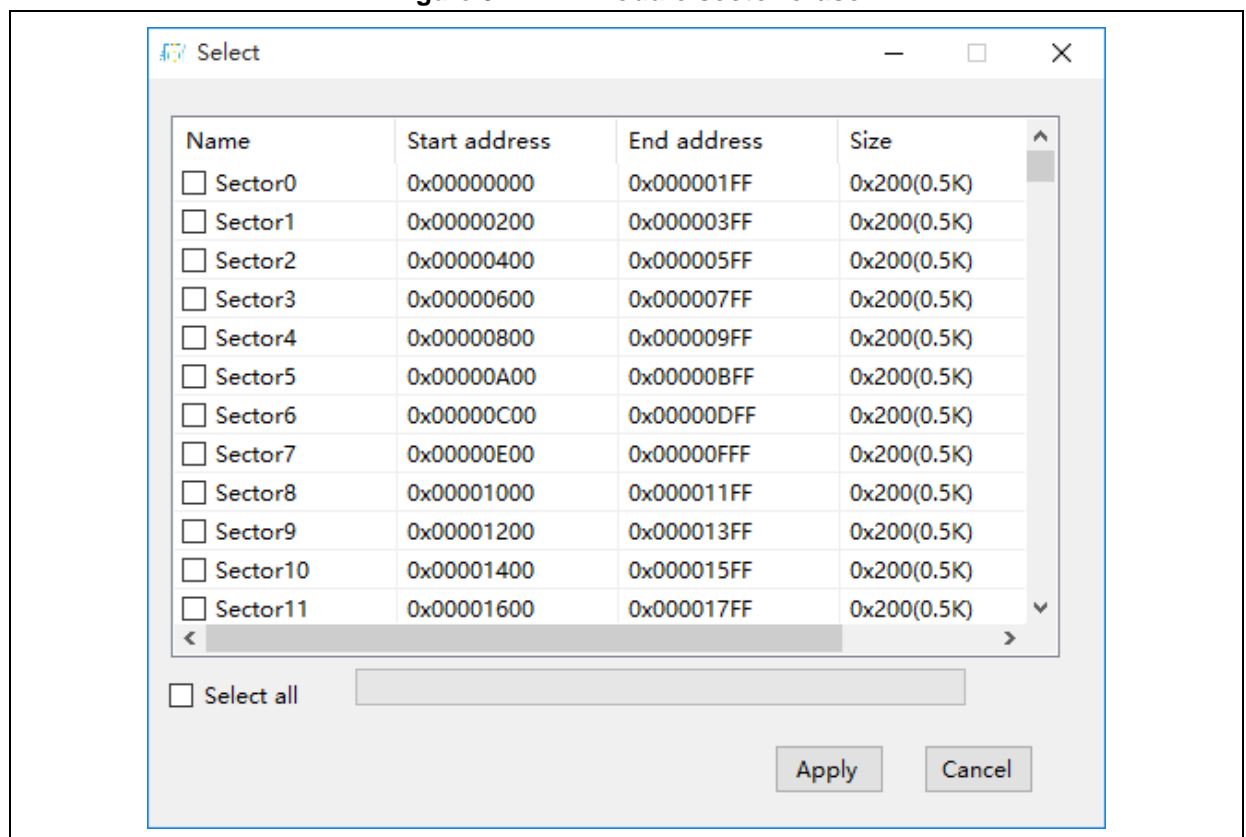 Select
Name Start address End address Size
Sector0 0x00000000 0x000001FF 0x200(0.5K)
Sector1 0x00000200 0x000003FF 0x200(0.5K)
Sector2 0x00000400 0x000005FF 0x200(0.5K)
Sector3 0x00000600 0x000007FF 0x200(0.5K)
Sector4 0x00000800 0x000009FF 0x200(0.5K)
Sector5 0x00000A00 0x00000BFF 0x200(0.5K)
Sector6 0x00000C00 0x00000DFF 0x200(0.5K)
Sector7 0x00000E00 0x00000FFF 0x200(0.5K)
Sector8 0x00001000 0x000011FF 0x200(0.5K)
Sector9 0x00001200 0x000013FF 0x200(0.5K)
Sector10 0x00001400 0x000015FF 0x200(0.5K)
Sector11 0x00001600 0x000017FF 0x200(0.5K)
Select all
Apply Cancel